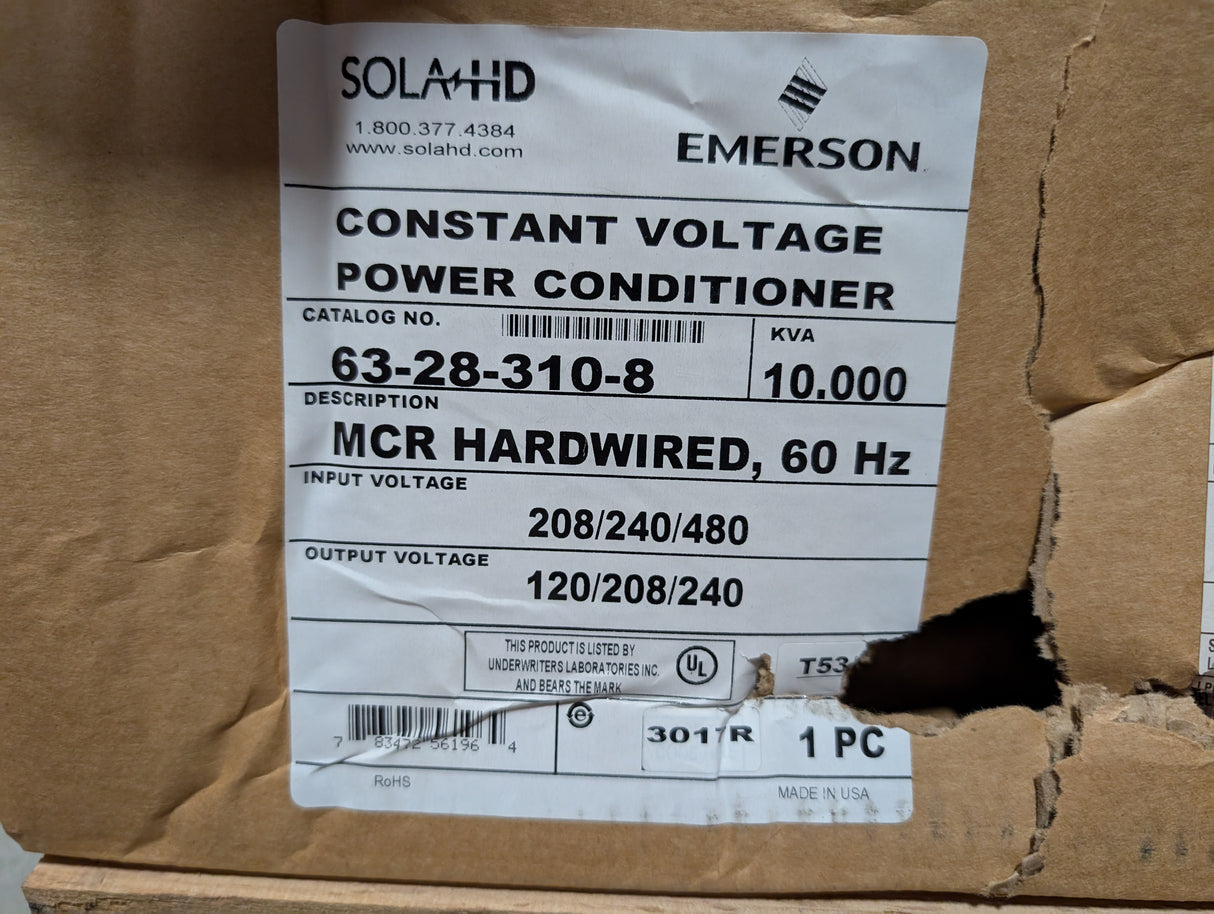 SOLA HD
1.800.377.4384
www.solahd.com
EMERSON
CONSTANT VOLTAGE
POWER CONDITIONER
CATALOG NO.
63-28-310-8
KVA
10.000
DESCRIPTION
MCR HARDWIRED, 60 Hz
INPUT VOLTAGE
208/240/480
OUTPUT VOLTAGE
120/208/240
THIS PRODUCT IS LISTED BY
UNDERWRITERS LABORATORIES INC.
AND BEARS THE MARK
UL
T53
7 83472 56196 4
e
3017R
1 PC
RoHS
MADE IN USA